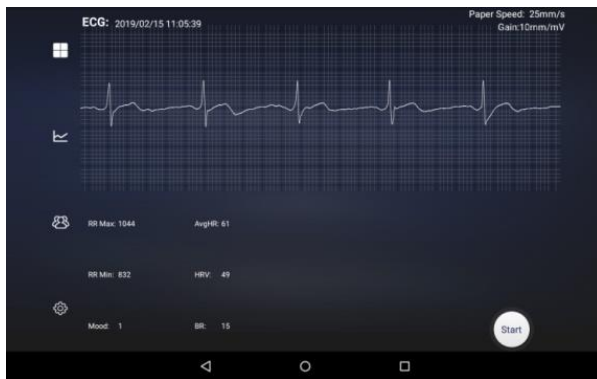 ECG: 2019/02/15 11:05:39
Paper Speed: 25mm/s
Gain:10mm/mV
RR Max: 1044
AvgHR: 61
RR Min: 832
HRV: 49
Mood: 1
BR: 15
Start